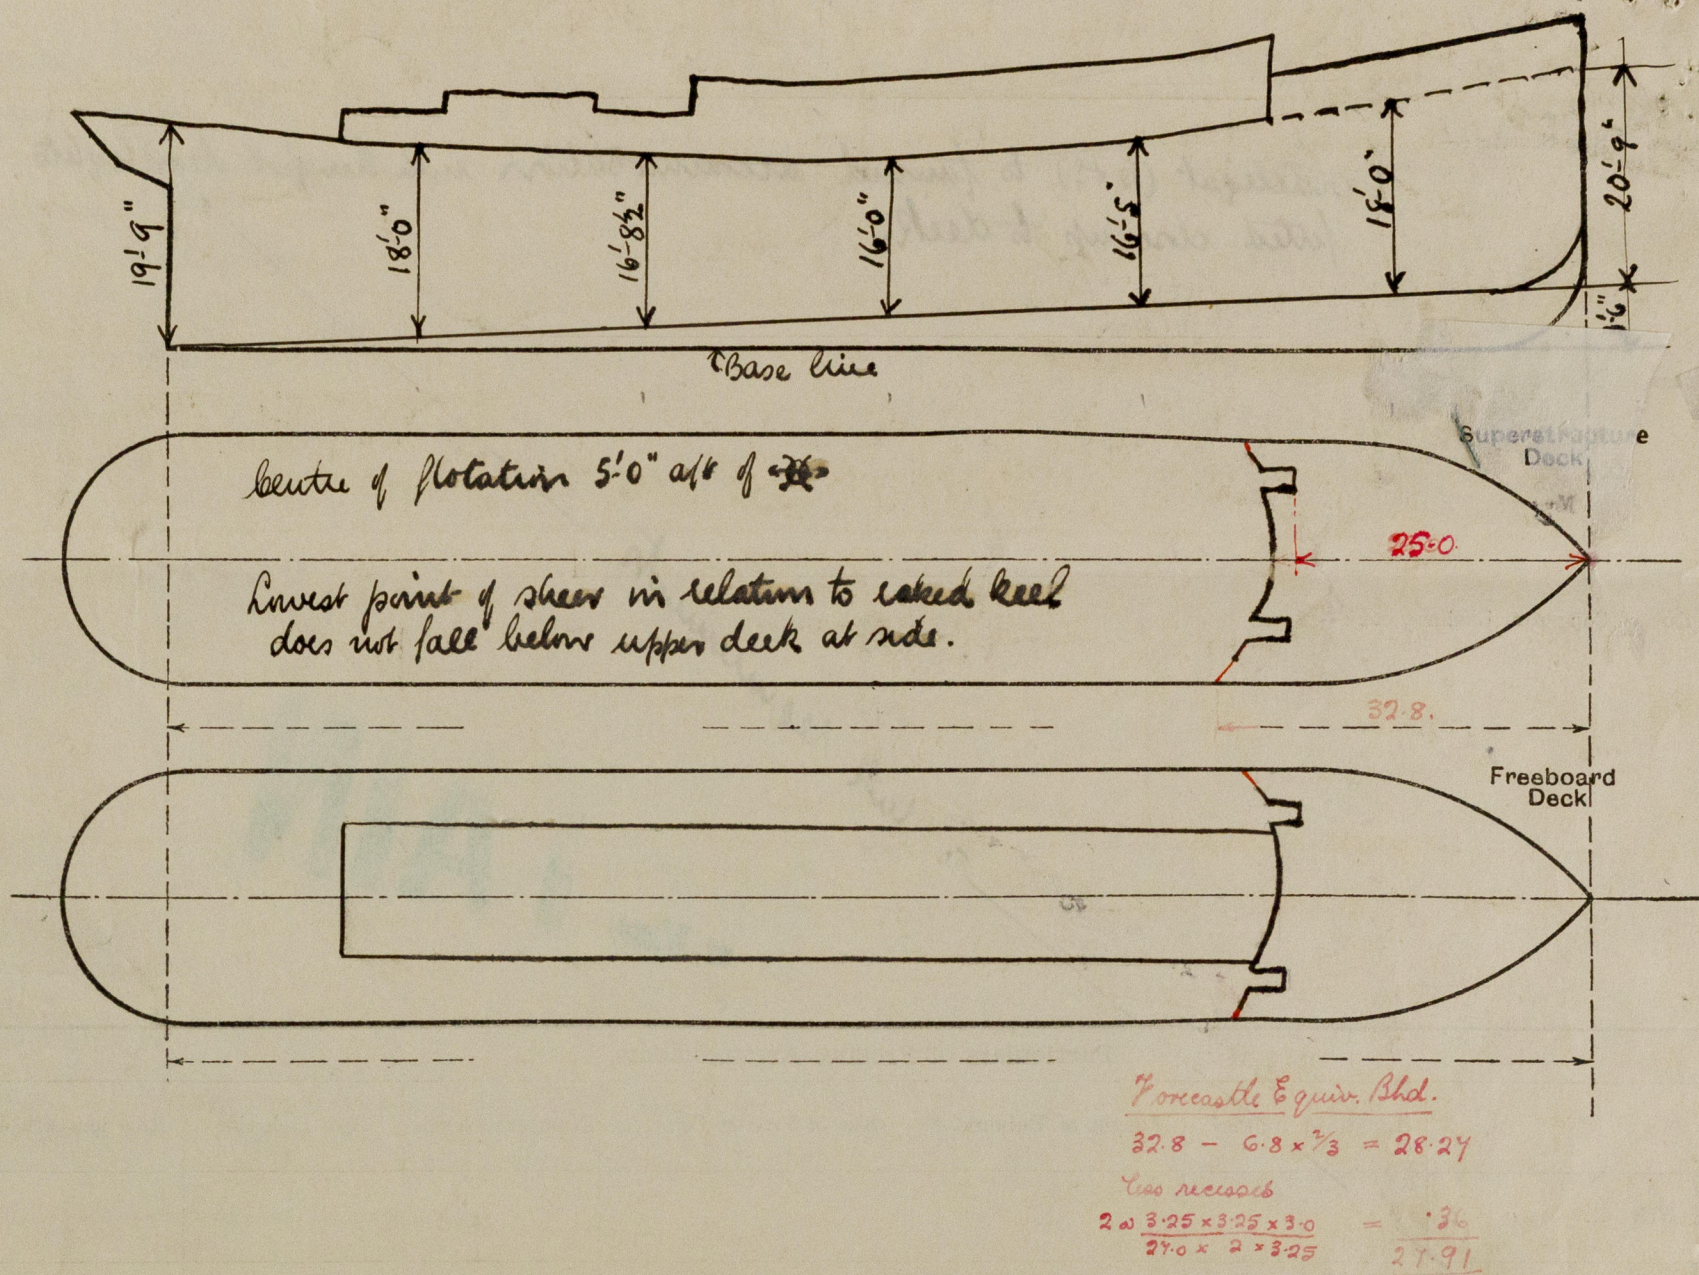 19'-9"
18'-0"
16'-8½"
16'-0"
16'-5"
18'-0"
20'-9"
Base line
Superstructure
Deck
Centre of flotation 5'-0" aft of
25-0.
Lowest point of sheer in relation to raked keel
does not fall below upper deck at side.
32.8.
Freeboard
Deck
Forecastle Equiv. Bhd.
32.8 - 6.8 x 2/3 = 28.27
less recesses
3.25 x 3.25 x 3.0 = .36
24.0 x 2 x 3.25
27.91